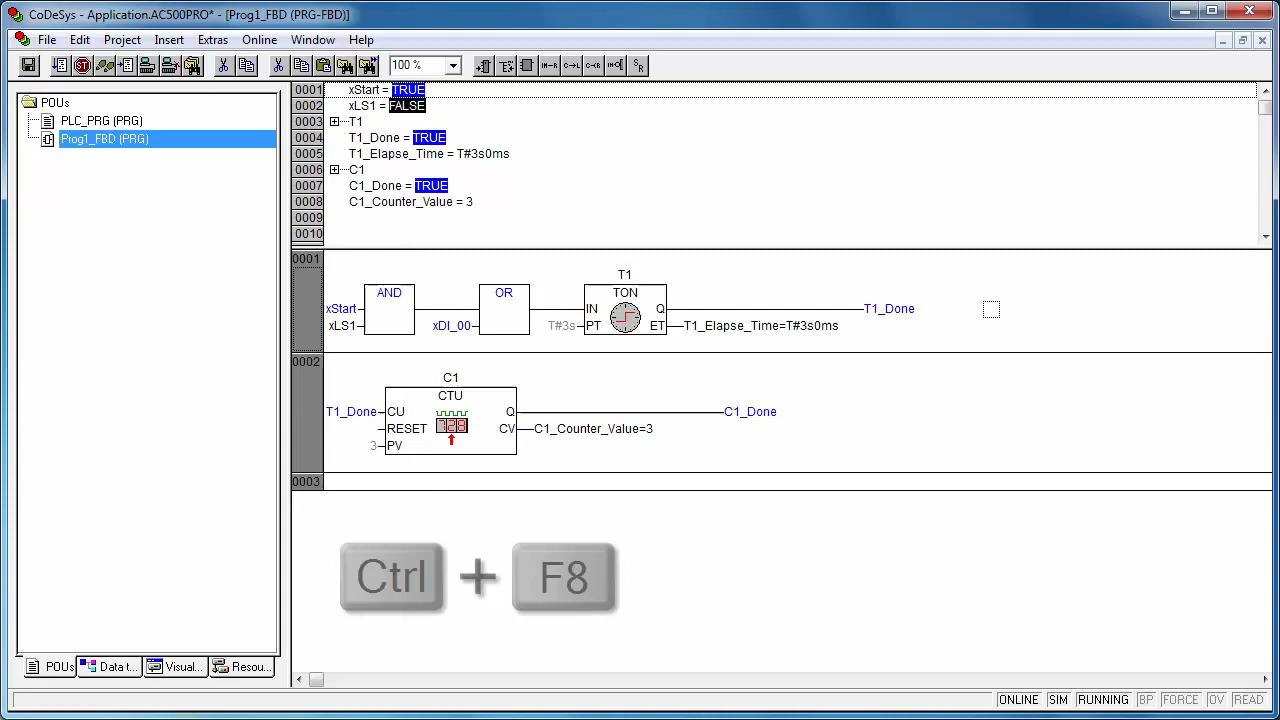 CoDeSys - Application.AC500PRO* - [Prog1_FBD (PRG-FBD)]
File Edit Project Insert Extras Online Window Help
100 %
POUs
PLC_PRG (PRG)
Prog1_FBD (PRG)
0001 xStart = TRUE
0002 xLS1 = FALSE
0003 T1
0004 T1_Done = TRUE
0005 T1_Elapse_Time = T#3s0ms
0006 C1
0007 C1_Done = TRUE
0008 C1_Counter_Value = 3
0009
0010
0001
T1
AND OR TON
xStart IN Q T1_Done
xLS1 xDI_00 T#3s PT ET T1_Elapse_Time=T#3s0ms
0002
C1
CTU
T1_Done CU Q C1_Done
RESET CV C1_Counter_Value=3
3 PV
0003
Ctrl + F8
POUs Data t... Visual... Resou...
ONLINE SIM RUNNING BP FORCE OV READ